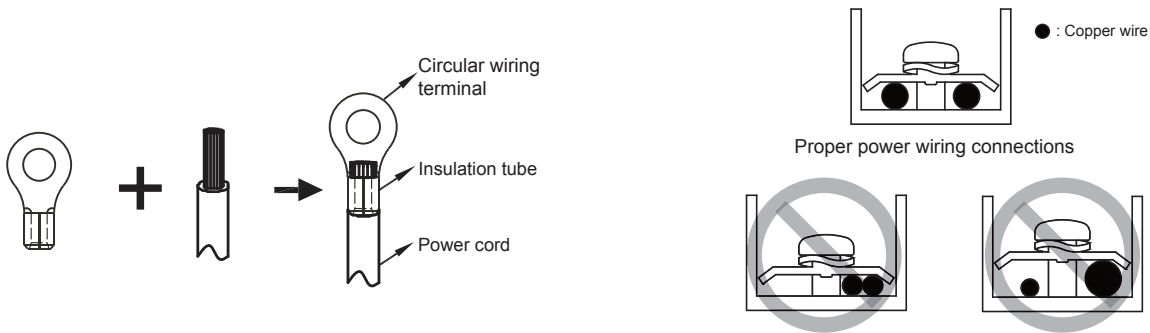 Circular wiring
terminal
Insulation tube
Power cord
: Copper wire
Proper power wiring connections